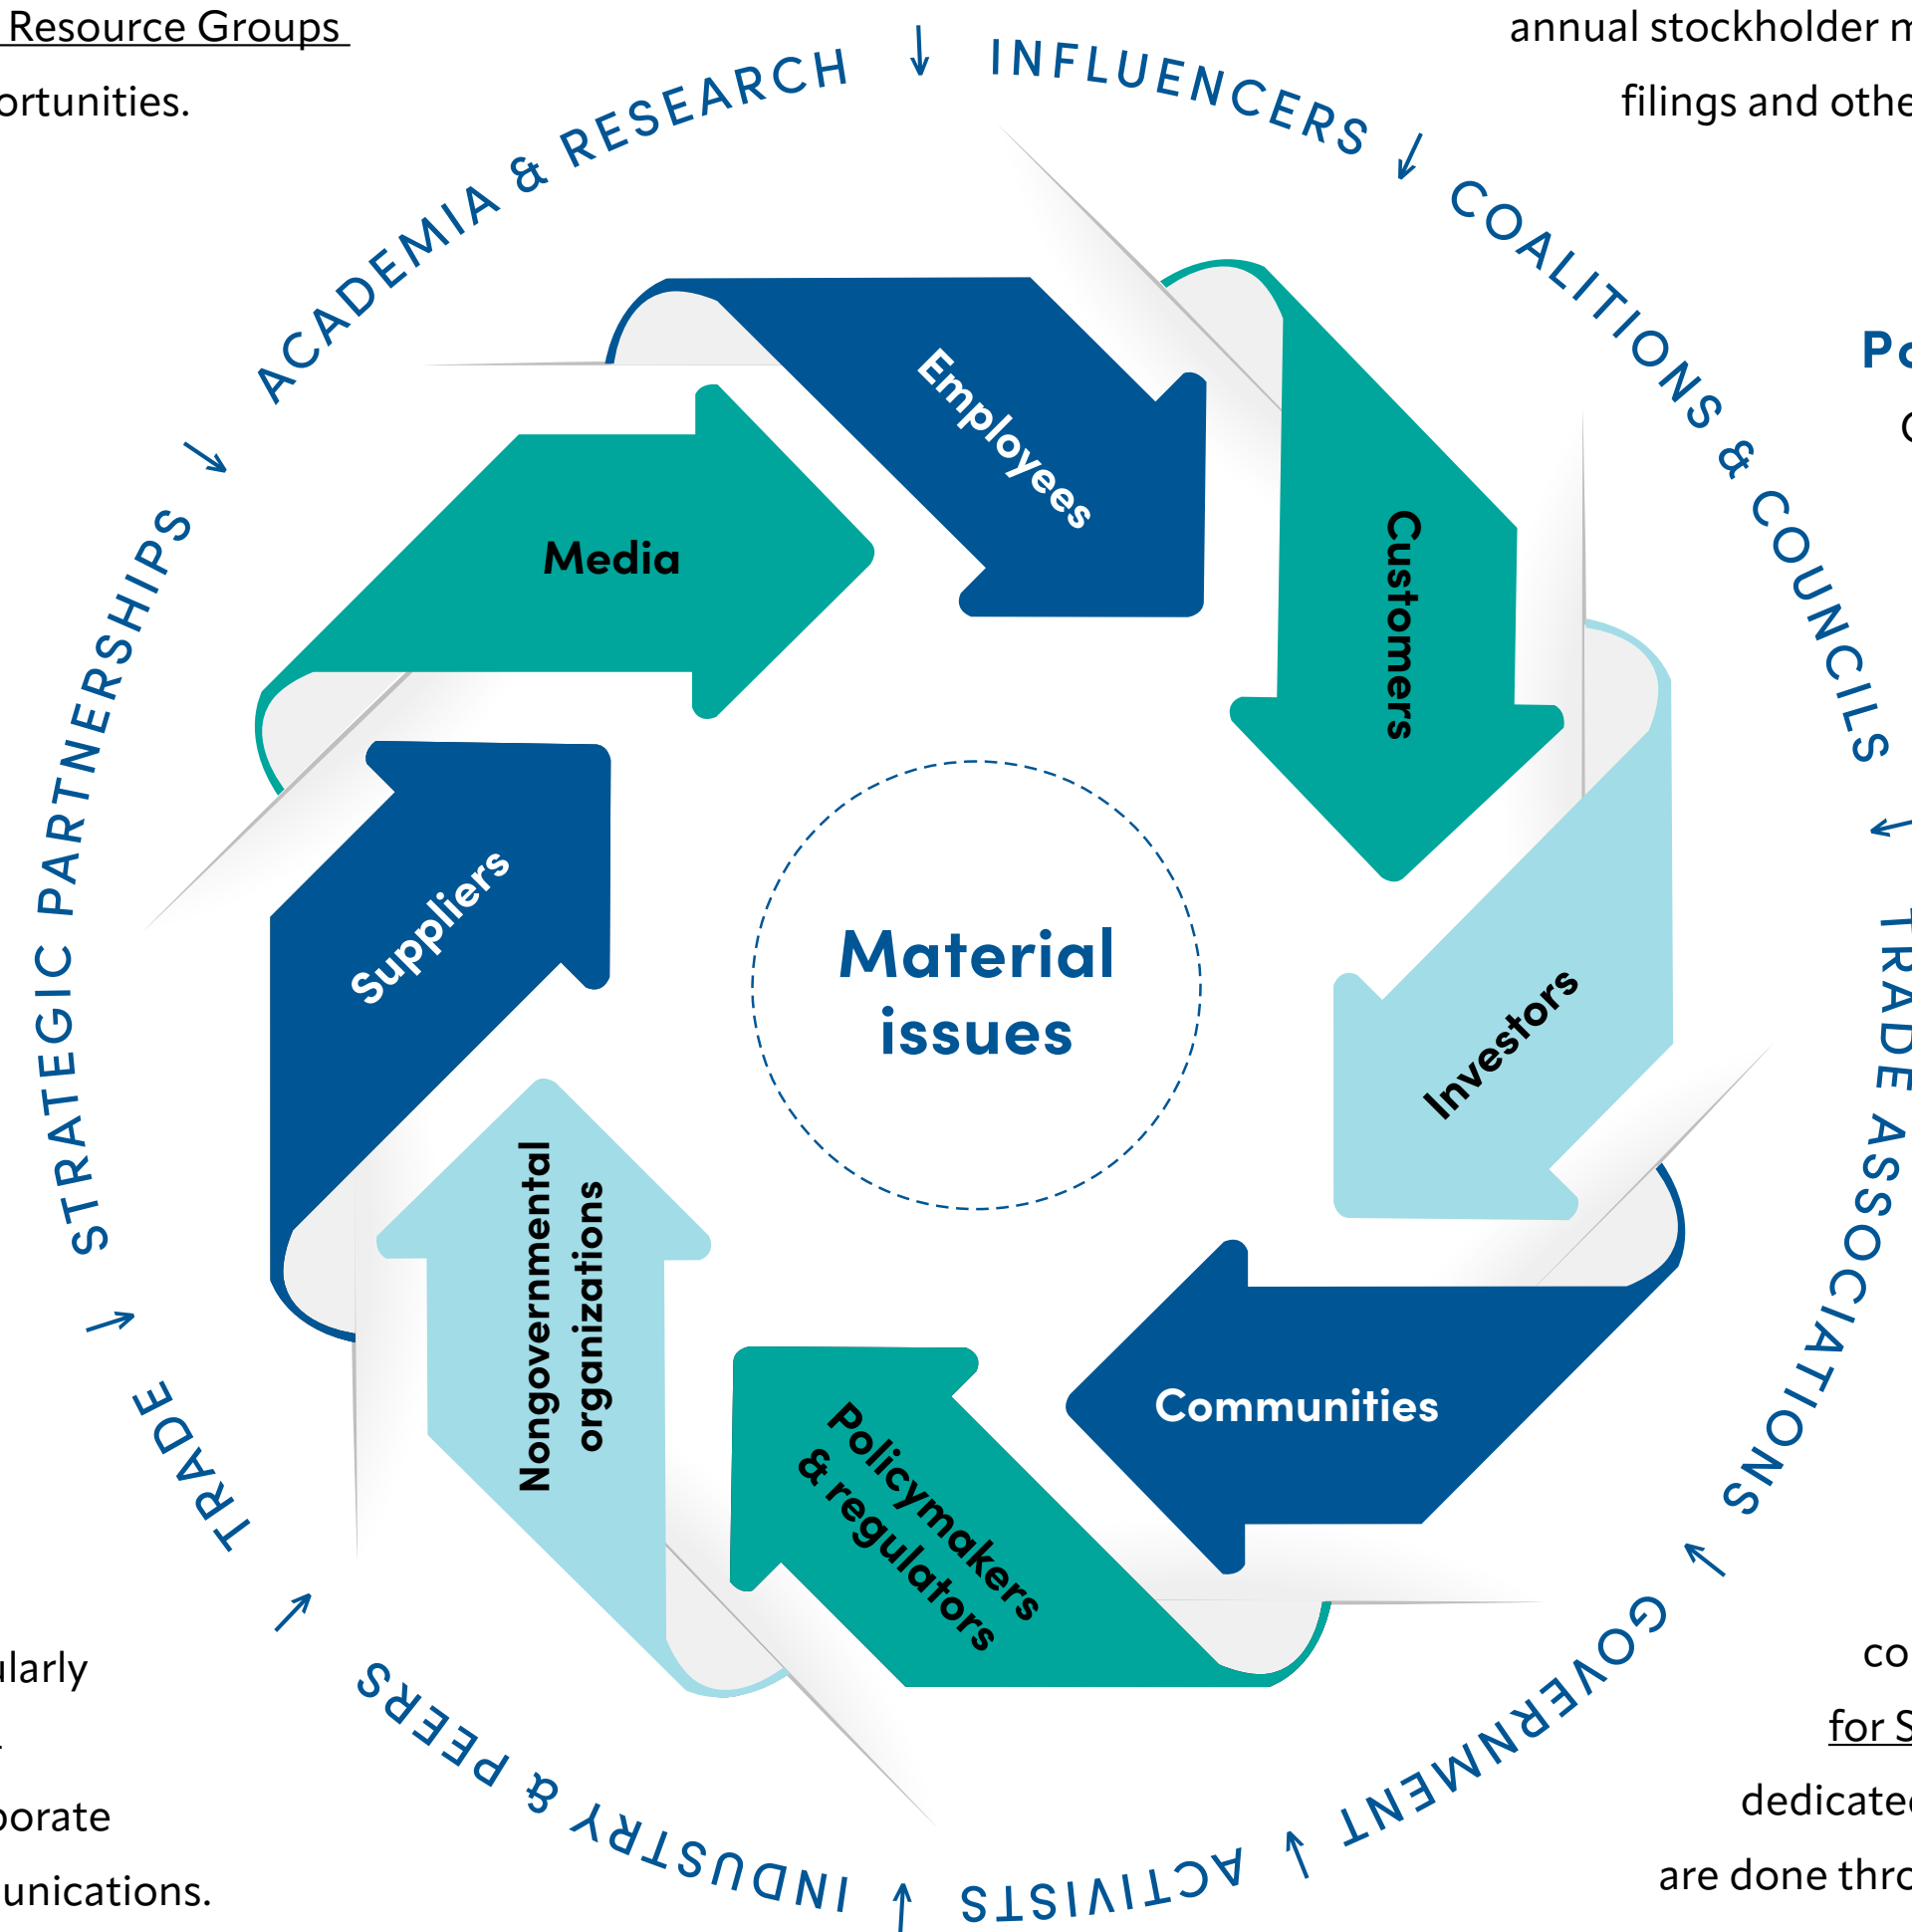 Resource Groups
ortunities.
annual stockholder m
filings and othe
Po
ACADEMIA & RESEARCH ↓ INFLUENCERS ↓ COALITIONS & COUNCILS ↓ TRADE ASSOCIATIONS ↓ GOVERNMENT ↓ ACTIVISTS ↓ INDUSTRY & PEERS ↓ TRADE ↓ STRATEGIC PARTNERSHIPS ↓
Employees
Customers
Investors
Communities
Policymakers
& regulators
Nongovernmental
organizations
Suppliers
Media
Material
issues
ularly
porate
unications.
co
for S
dedicated
are done thro